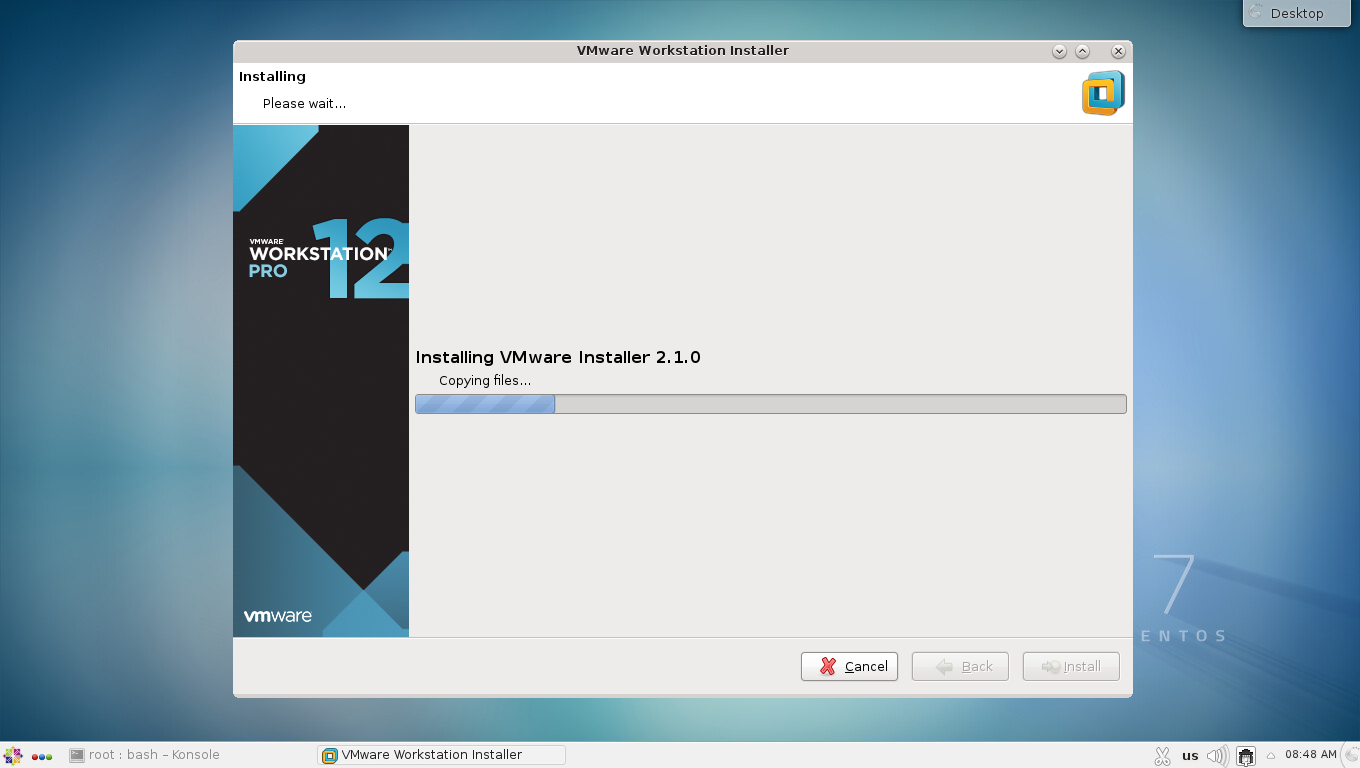 Desktop
VMware Workstation Installer
Installing
Please wait...
VMWARE
WORKSTATION™
PRO
12
Installing VMware Installer 2.1.0
Copying files...
vmware
7
ENTOS
Cancel
Back
Install
root : bash – Konsole
VMware Workstation Installer
us
08:48 AM